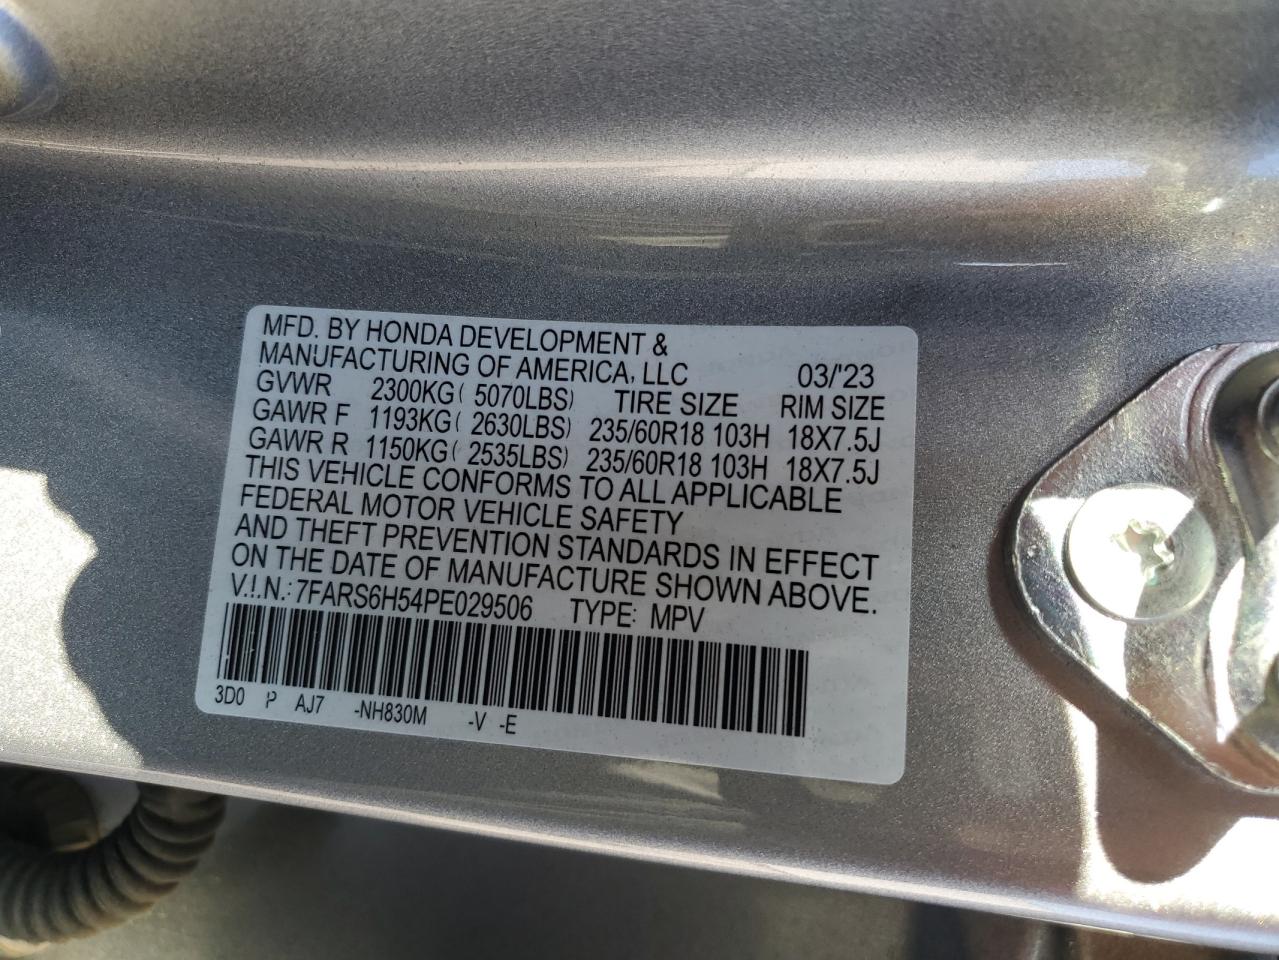 MFD. BY HONDA DEVELOPMENT &
MANUFACTURING OF AMERICA, LLC 03/'23
GVWR 2300KG( 5070LBS) TIRE SIZE RIM SIZE
GAWR F 1193KG( 2630LBS) 235/60R18 103H 18X7.5J
GAWR R 1150KG( 2535LBS) 235/60R18 103H 18X7.5J
THIS VEHICLE CONFORMS TO ALL APPLICABLE
FEDERAL MOTOR VEHICLE SAFETY
AND THEFT PREVENTION STANDARDS IN EFFECT
ON THE DATE OF MANUFACTURE SHOWN ABOVE.
V.I.N.: 7FARS6H54PE029506 TYPE: MPV
3D0 P AJ7 -NH830M -V -E